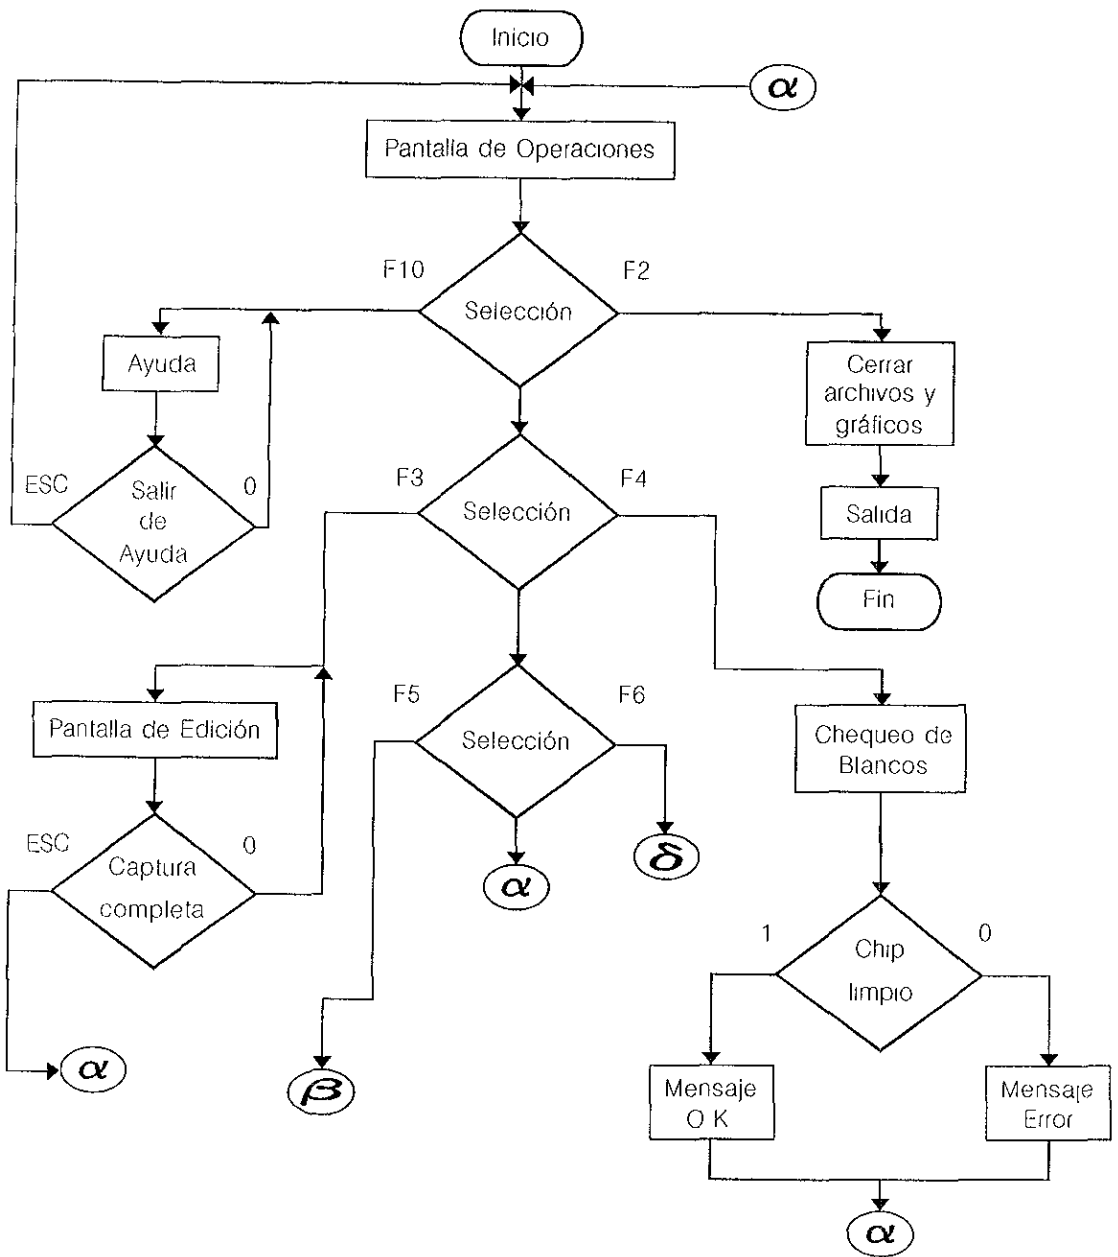 Inicio
α
Pantalla de Operaciones
F10
F2
Selección
Ayuda
Cerrar
archivos y
gráficos
ESC
0
Salir
de
Ayuda
F3
F4
Selección
Salida
Fin
F5
F6
Selección
Pantalla de Edición
Chequeo de
Blancos
ESC
0
Captura
completa
α
δ
1
0
Chip
limpio
α
β
Mensaje
O K
Mensaje
Error
α